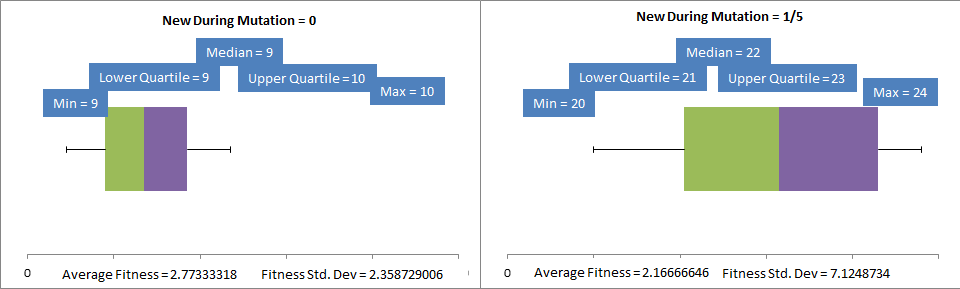 New During Mutation = 0
Median = 9
Lower Quartile = 9
Upper Quartile = 10
Min = 9
Max = 10
0
Average Fitness = 2.77333318
Fitness Std. Dev = 2.358729006
New During Mutation = 1/5
Median = 22
Lower Quartile = 21
Upper Quartile = 23
Min = 20
Max = 24
0
Average Fitness = 2.16666646
Fitness Std. Dev = 7.1248734